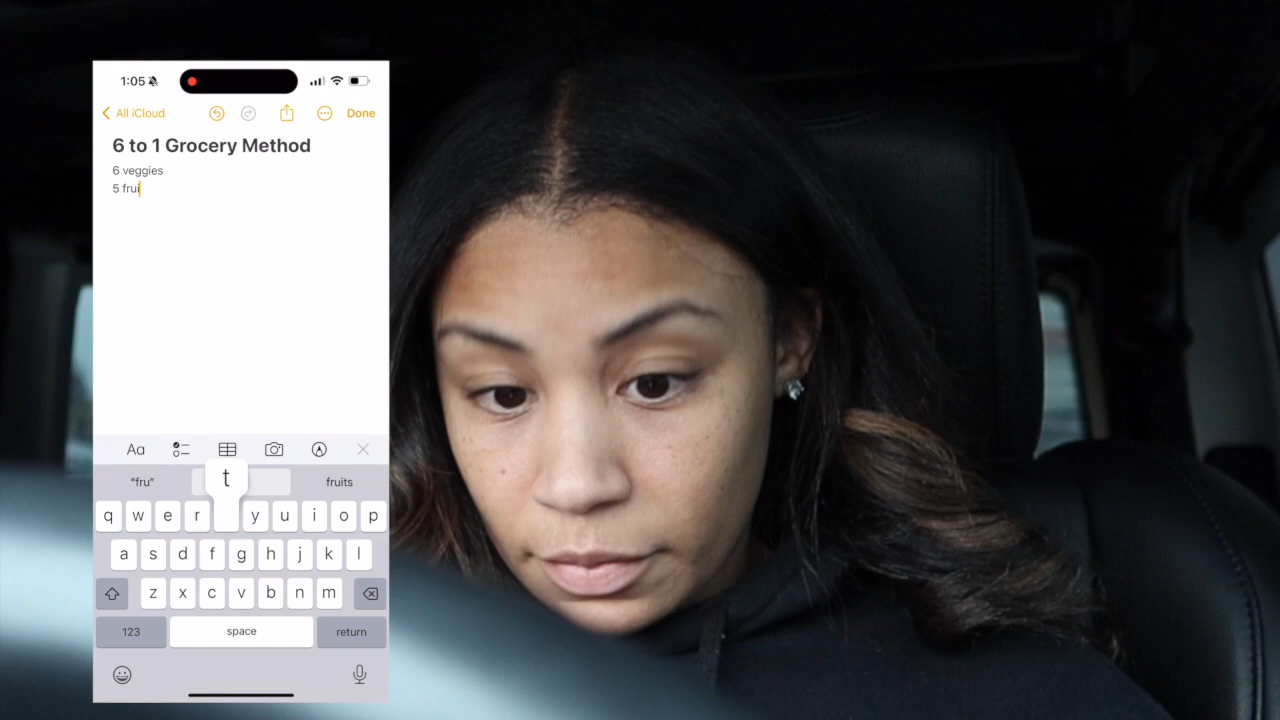 1:05
All iCloud
Done
6 to 1 Grocery Method
6 veggies
5 frui
Aa
“fru”
t
fruits
q w e r y u i o p
a s d f g h j k l
z x c v b n m
123
space
return